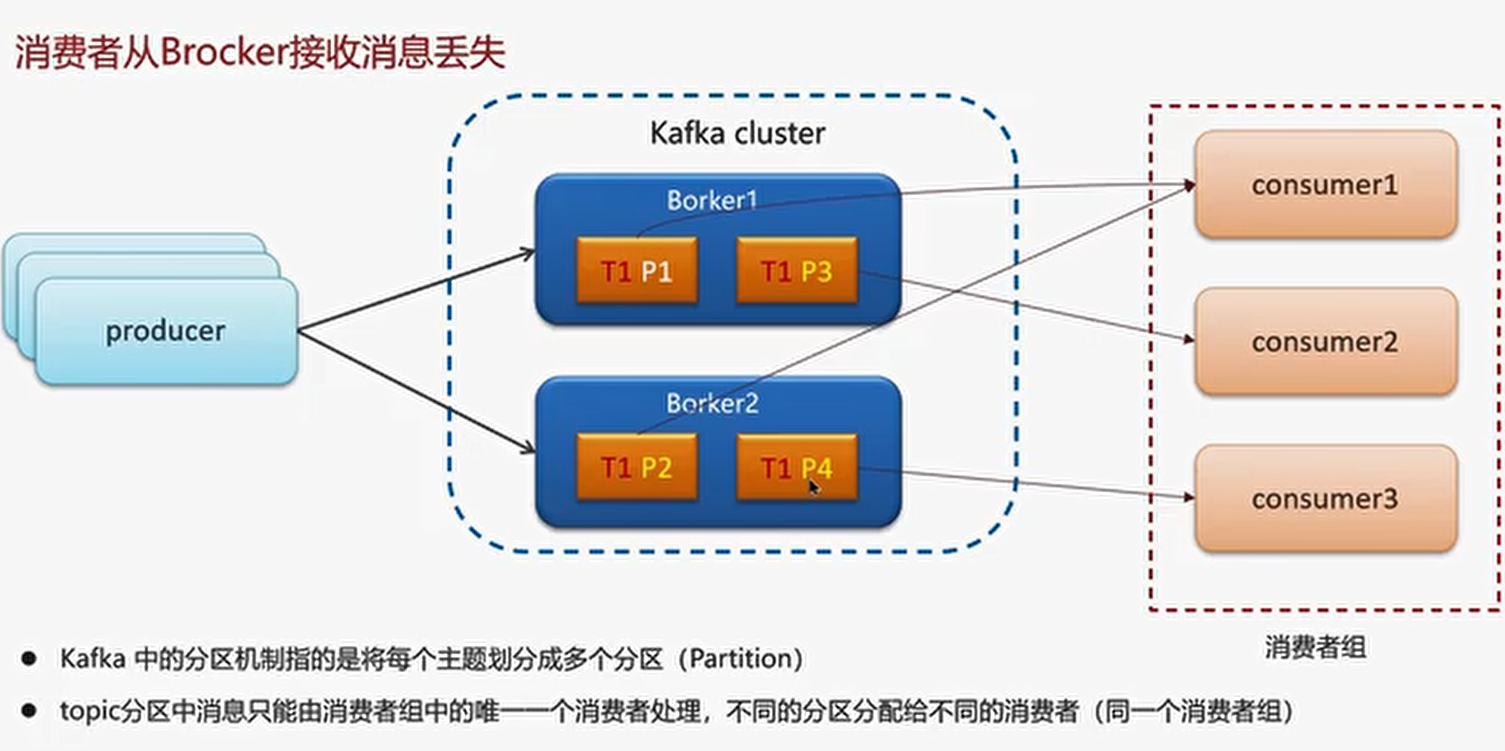 消费者从Brocker接收消息丢失
Kafka cluster
Borker1
T1 P1
T1 P3
producer
Borker2
T1 P2
T1 P4
consumer1
consumer2
consumer3
消费者组
● Kafka 中的分区机制指的是将每个主题划分成多个分区（Partition）
● topic分区中消息只能由消费者组中的唯一一个消费者处理，不同的分区分配给不同的消费者（同一个消费者组）